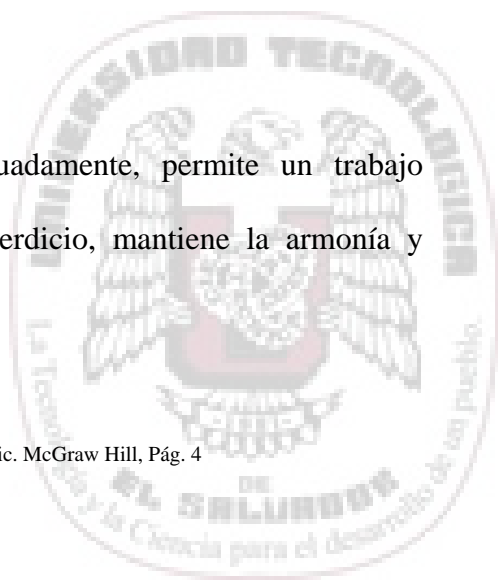 UNIVERSIDAD TECNOLOGICA
uadamente, permite un trabajo
erdicio, mantiene la armonía y
ic. McGraw Hill, Pág. 4
DE
EL SALVADOR
La Tecnología y la Ciencia para el desarrollo de un pueblo.